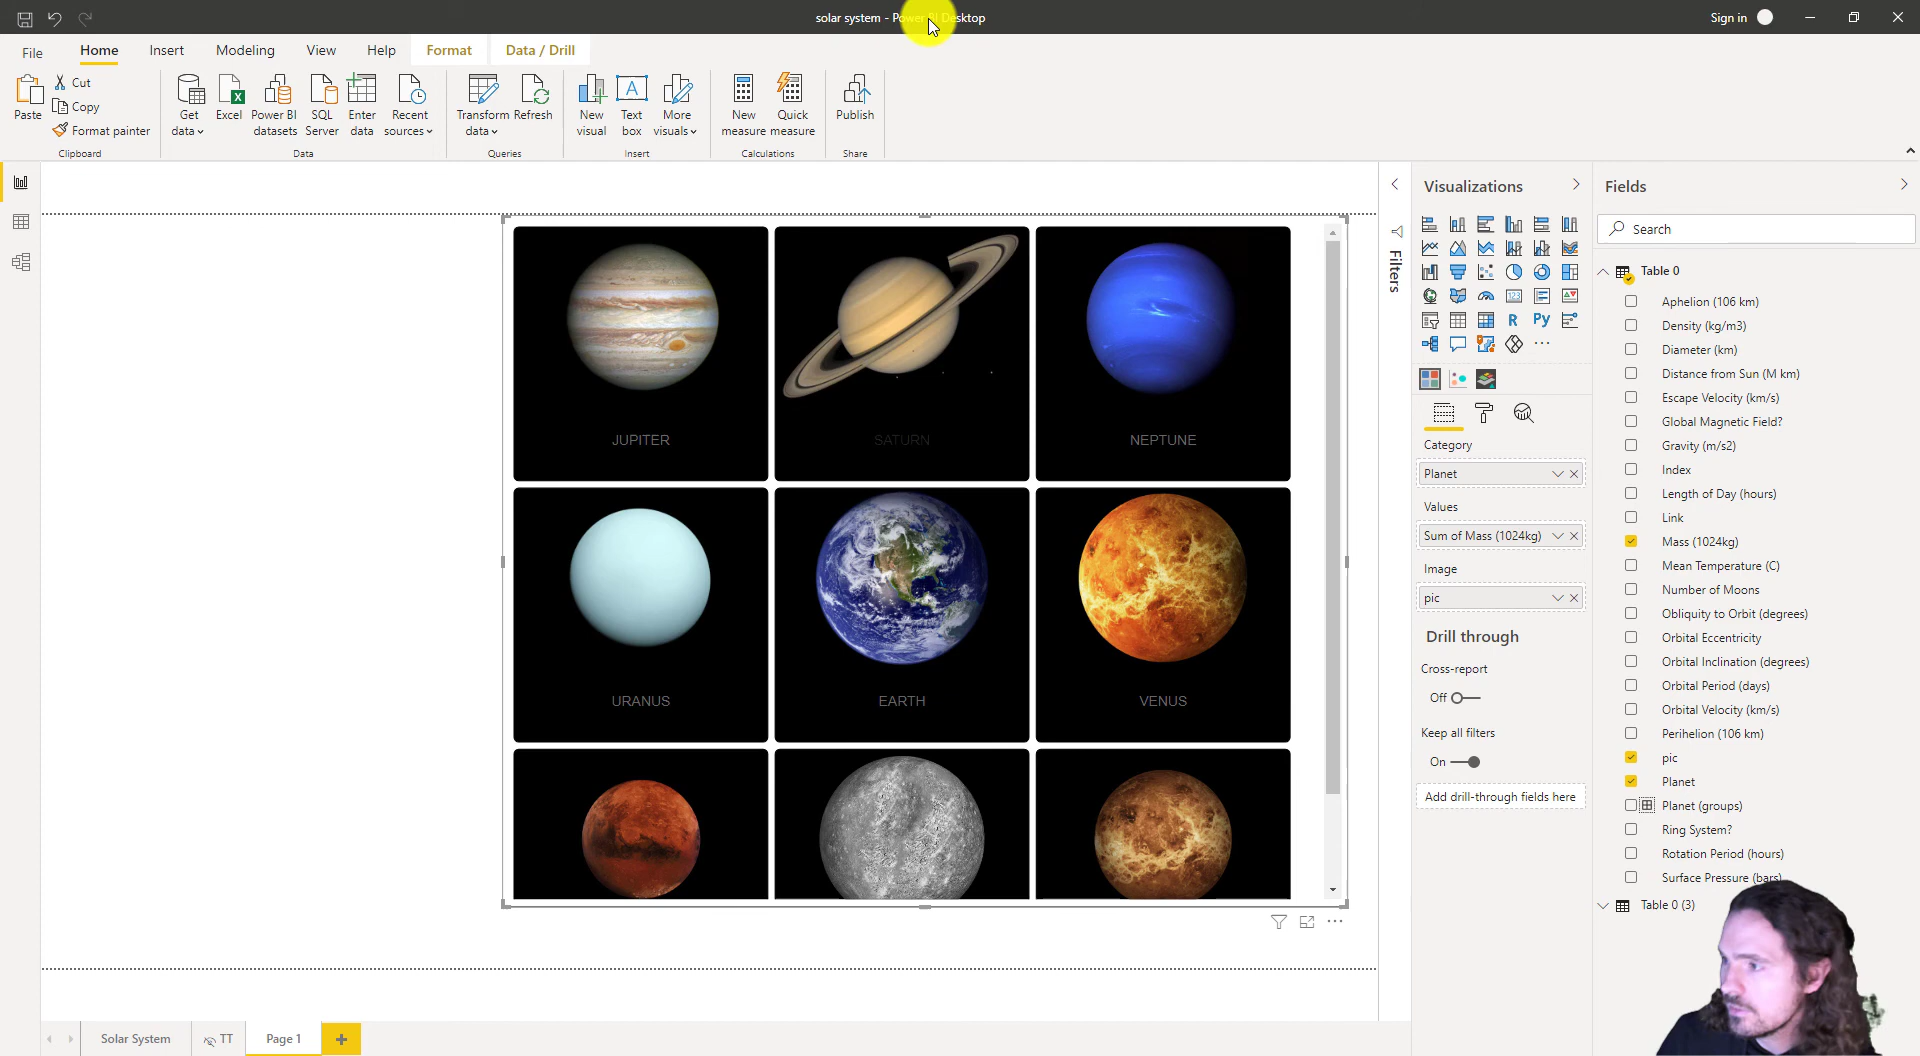 solar system - Power BI Desktop
Sign in
File
Home
Insert
Modeling
View
Help
Format
Data / Drill
Paste
Cut
Copy
Format painter
Clipboard
Get data
Excel
Power BI datasets
SQL Server
Enter data
Recent sources
Data
Transform data
Refresh
Queries
New visual
Text box
More visuals
Insert
New measure
Quick measure
Calculations
Publish
Share
JUPITER
SATURN
NEPTUNE
URANUS
EARTH
VENUS
Filters
Visualizations
123
R
Py
Category
Planet
Values
Sum of Mass (1024kg)
Image
pic
Drill through
Cross-report
Off
Keep all filters
On
Add drill-through fields here
Fields
Search
Table 0
Aphelion (106 km)
Density (kg/m3)
Diameter (km)
Distance from Sun (M km)
Escape Velocity (km/s)
Global Magnetic Field?
Gravity (m/s2)
Index
Length of Day (hours)
Link
Mass (1024kg)
Mean Temperature (C)
Number of Moons
Obliquity to Orbit (degrees)
Orbital Eccentricity
Orbital Inclination (degrees)
Orbital Period (days)
Orbital Velocity (km/s)
Perihelion (106 km)
pic
Planet
Planet (groups)
Ring System?
Rotation Period (hours)
Surface Pressure (bars)
Table 0 (3)
Solar System
TT
Page 1